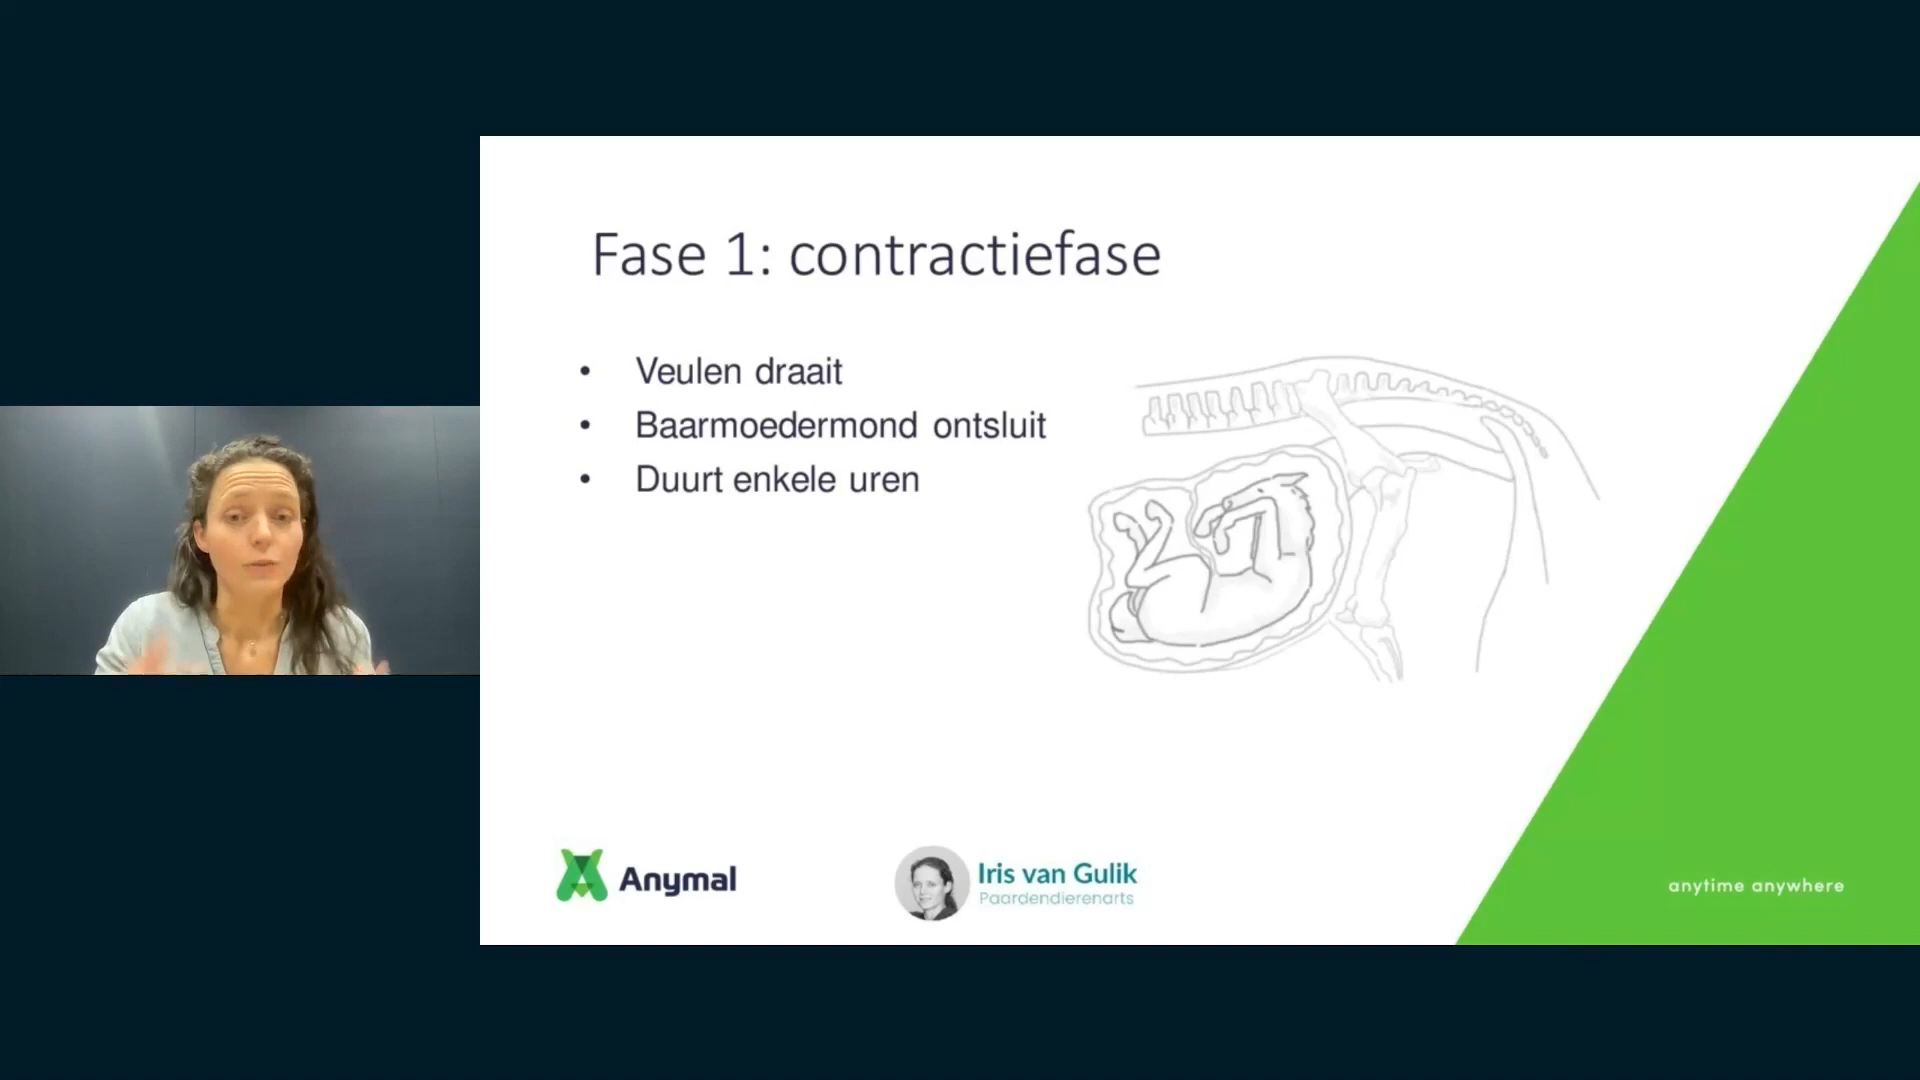 Fase 1: contractiefase
• Veulen draait
• Baarmoedermond ontsluit
• Duurt enkele uren
Anymal
Iris van Gulik
Paardendierenarts
anytime anywhere